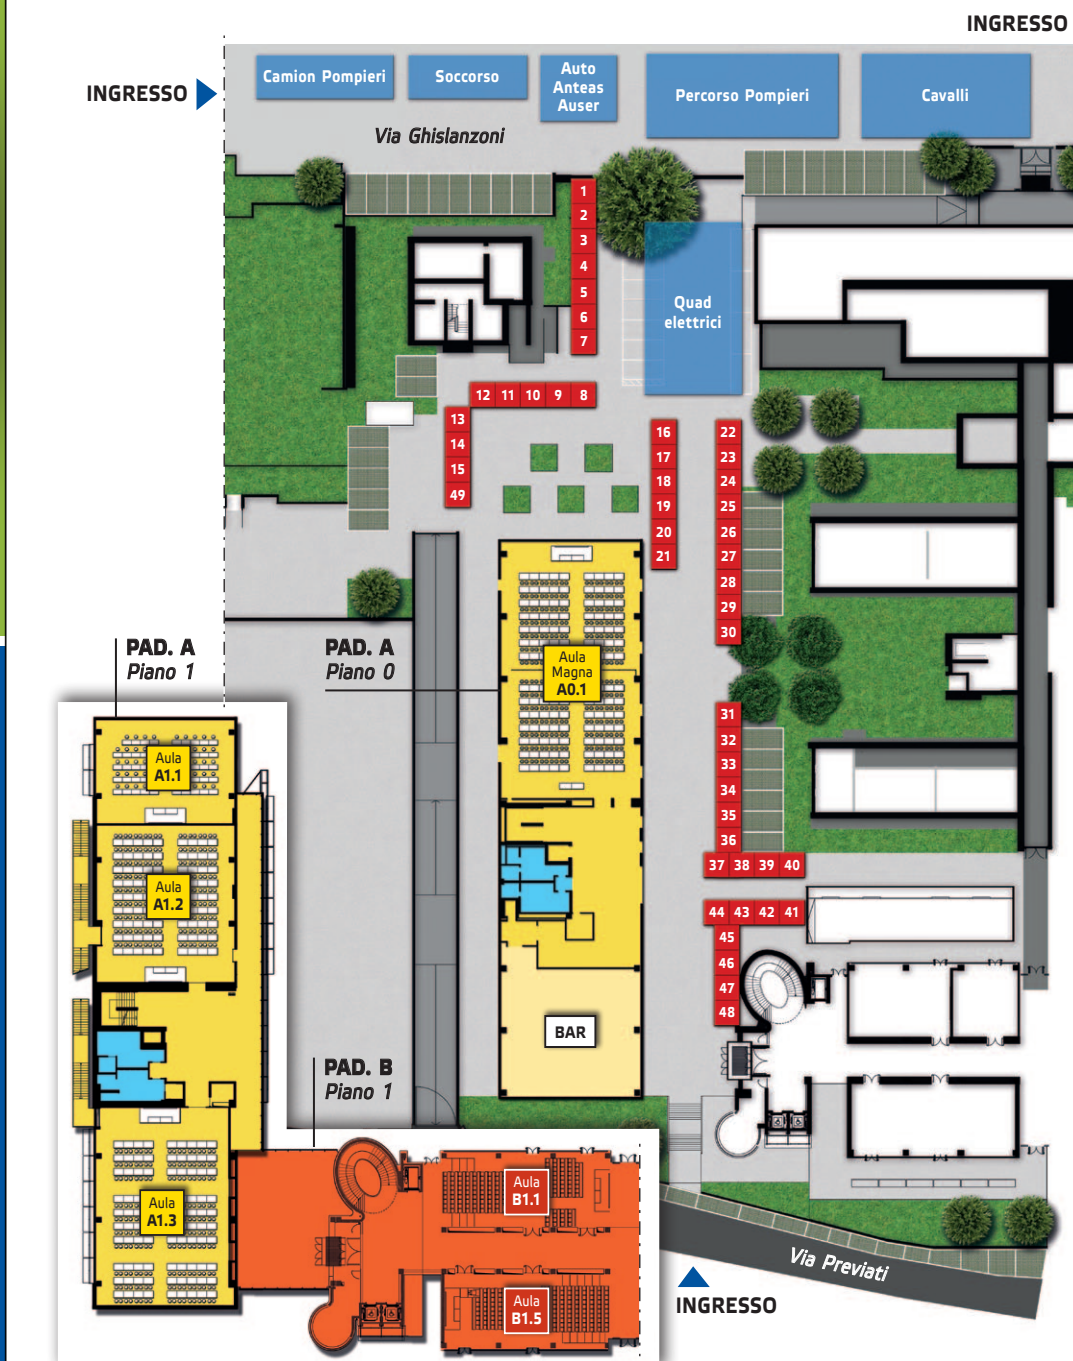 INGRESSO
INGRESSO
Camion Pompieri
Soccorso
Auto
Anteas
Auser
Percorso Pompieri
Cavalli
Via Ghislanzoni
1
2
3
4
5
6
7
Quad
elettrici
12 11 10 9 8
13
14
15
49
16
17
18
19
20
21
22
23
24
25
26
27
28
29
30
PAD. A
Piano 1
PAD. A
Piano 0
Aula
Magna
A0.1
31
32
33
34
35
36
37 38 39 40
44 43 42 41
45
46
47
48
Aula
A1.1
Aula
A1.2
BAR
PAD. B
Piano 1
Aula
A1.3
Aula
B1.1
Aula
B1.5
Via Previati
INGRESSO